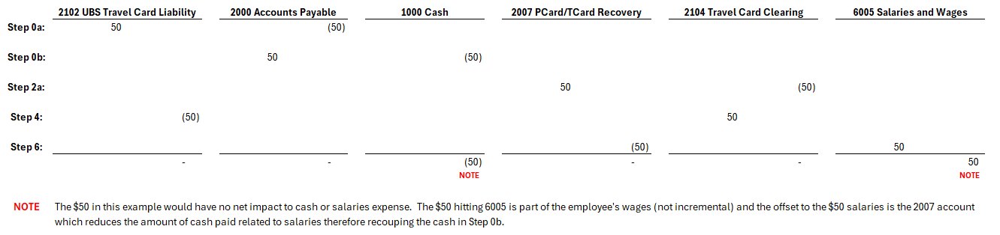 2102 UBS Travel Card Liability 2000 Accounts Payable 1000 Cash 2007 PCard/TCard Recovery 2104 Travel Card Clearing 6005 Salaries and Wages
Step 0a: 50 (50)
Step 0b: 50 (50)
Step 2a: 50 (50)
Step 4: (50) 50
Step 6: (50) 50
- - (50) - - 50
NOTE NOTE
NOTE The $50 in this example would have no net impact to cash or salaries expense. The $50 hitting 6005 is part of the employee's wages (not incremental) and the offset to the $50 salaries is the 2007 account
which reduces the amount of cash paid related to salaries therefore recouping the cash in Step 0b.